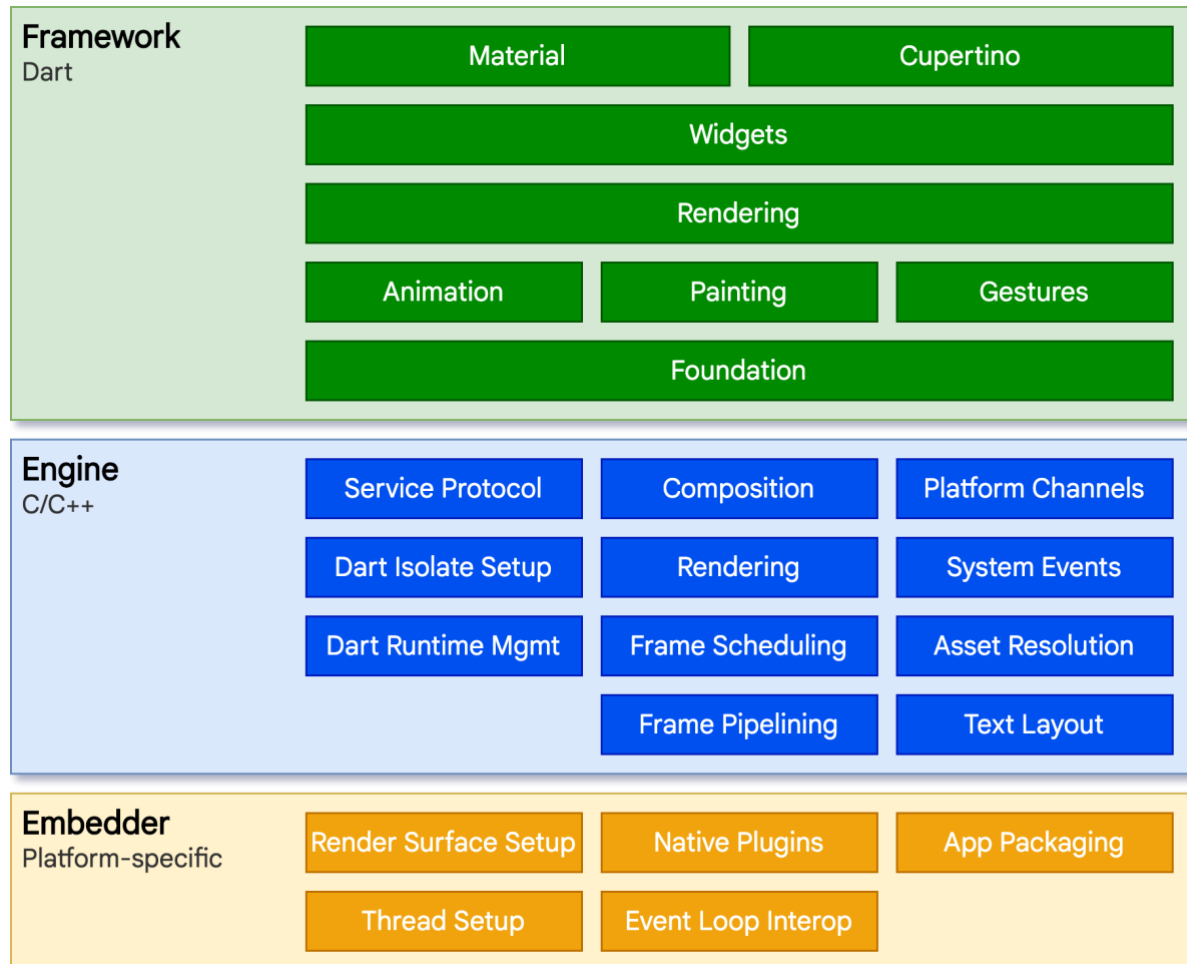 Framework
Dart
Material
Cupertino
Widgets
Rendering
Animation
Painting
Gestures
Foundation
Engine
C/C++
Service Protocol
Composition
Platform Channels
Dart Isolate Setup
Rendering
System Events
Dart Runtime Mgmt
Frame Scheduling
Asset Resolution
Frame Pipelining
Text Layout
Embedder
Platform-specific
Render Surface Setup
Native Plugins
App Packaging
Thread Setup
Event Loop Interop